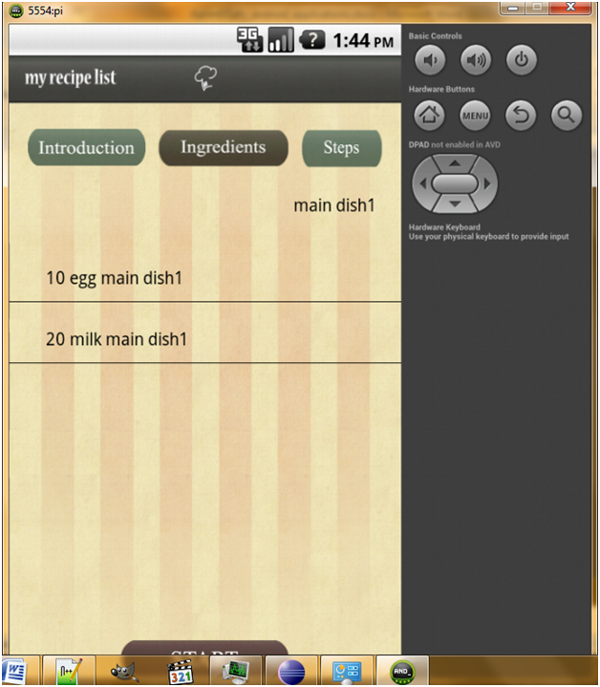 5554:pi
3G ? 1:44 PM
my recipe list
Introduction Ingredients Steps
main dish1
10 egg main dish1
20 milk main dish1
START
Basic Controls
Hardware Buttons
MENU
DPAD not enabled in AVD
Hardware Keyboard
Use your physical keyboard to provide input
W n++ 321 AND_